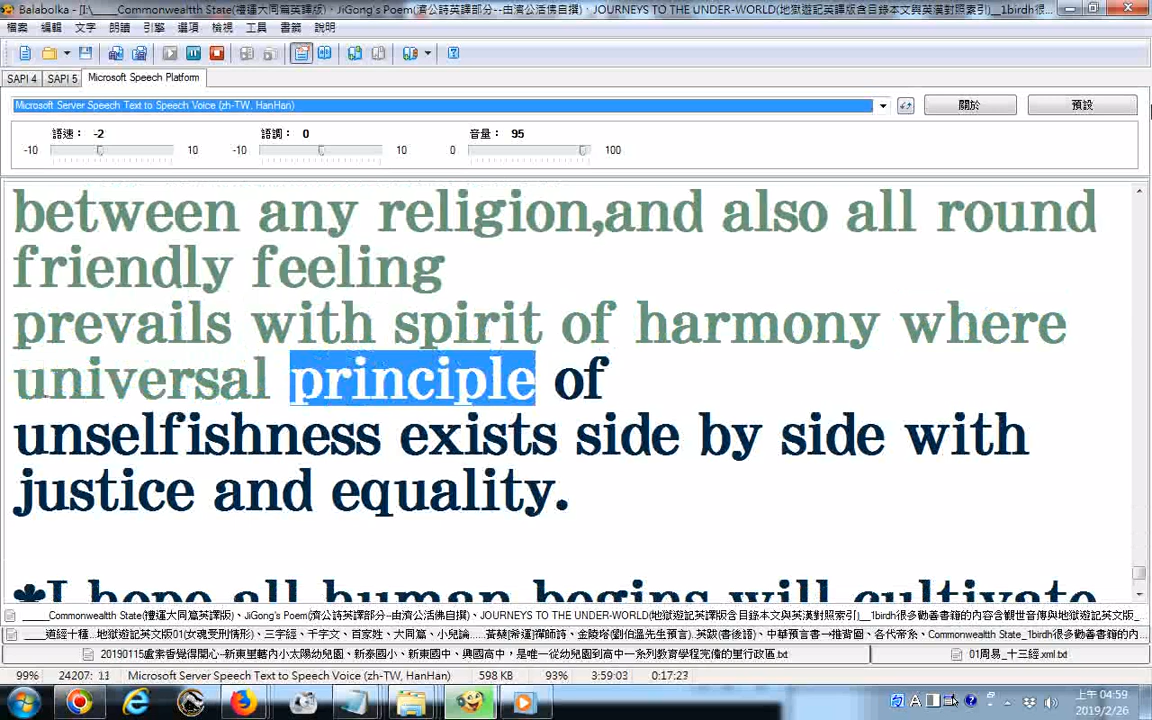 Balabolka - [I:\_____Commonwealtth State(禮運大同篇英譯版)、JiGong's Poem(濟公詩英譯部分--由濟公活佛自撰)、JOURNEYS TO THE UNDER-WORLD(地獄遊記英譯版含目錄本文與英漢對照索引)__1birdh很...
檔案 編輯 文字 朗讀 引擎 選項 檢視 工具 書籤 說明
SAPI 4 SAPI 5 Microsoft Speech Platform
Microsoft Server Speech Text to Speech Voice (zh-TW, HanHan) 關於 預設
語速： -2 語調： 0 音量： 95
-10 10 -10 10 0 100
between any religion,and also all round
friendly feeling
prevails with spirit of harmony where
universal principle of
unselfishness exists side by side with
justice and equality.
*I hope all human begins will cultivate
_____Commonwealtth State(禮運大同篇英譯版)、JiGong's Poem(濟公詩英譯部分--由濟公活佛自撰)、JOURNEYS TO THE UNDER-WORLD(地獄遊記英譯版含目錄本文與英漢對照索引)__1birdh很多勸善書籍的內容含觀世音傳與地獄遊記英文版_
道經十種...地獄遊記英文版01(女魂受刑情形)、三字經、千字文、百家姓、大同篇、小兒論......黃蘗[希運]禪師詩、金陵塔(劉伯溫先生預言).英跋(書後語)、中華預言書一推背圖、各代帝系、Commonwealth State_1birdh很多勸善書籍的內...
20190115盧素香覺得開心--新東里轄內小太陽幼兒園、新泰國小、新東國中、興國高中，是唯一從幼兒園到高中一系列教育學程完備的里行政區.txt 01周易_十三經.xml.txt
99% 24207: 11 Microsoft Server Speech Text to Speech Voice (zh-TW, HanHan) 598 KB 93% 3:59:03 0:17:23
上午 04:59
2019/2/26